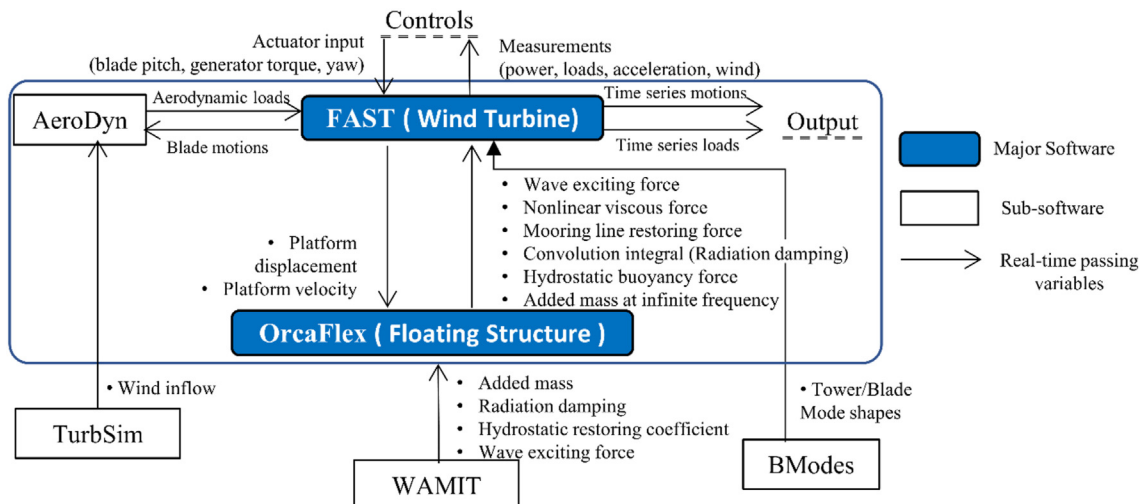 Controls
Actuator input
(blade pitch, generator torque, yaw)
Measurements
(power, loads, acceleration, wind)
Aerodynamic loads
Time series motions
AeroDyn
FAST ( Wind Turbine)
Output
Blade motions
Time series loads
Major Software
Sub-software
Real-time passing
variables
• Wave exciting force
• Nonlinear viscous force
• Mooring line restoring force
• Convolution integral (Radiation damping)
• Hydrostatic buoyancy force
• Added mass at infinite frequency
• Platform
displacement
• Platform velocity
OrcaFlex ( Floating Structure )
• Wind inflow
• Added mass
• Radiation damping
• Hydrostatic restoring coefficient
• Wave exciting force
• Tower/Blade
Mode shapes
TurbSim
WAMIT
BModes